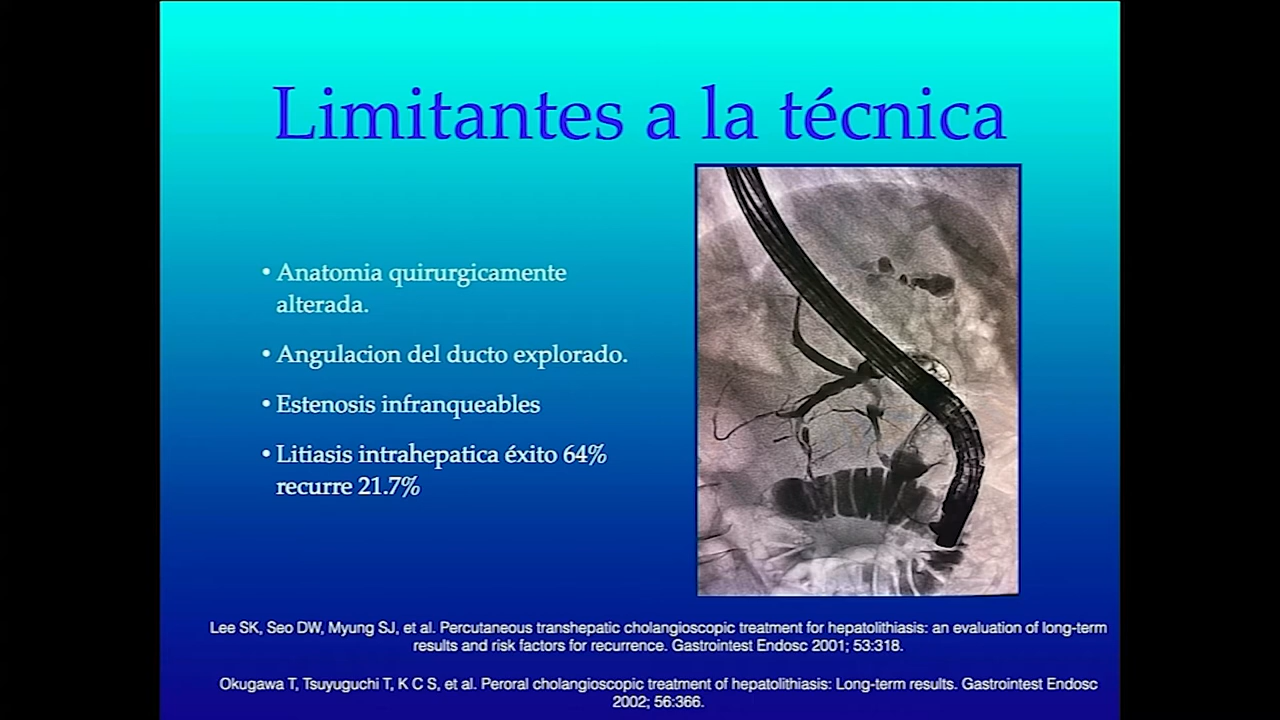 Limitantes a la técnica
• Anatomia quirurgicamente
alterada.
• Angulacion del ducto explorado.
• Estenosis infranqueables
• Litiasis intrahepatica éxito 64%
recurre 21.7%
Lee SK, Seo DW, Myung SJ, et al. Percutaneous transhepatic cholangioscopic treatment for hepatolithiasis: an evaluation of long-term
results and risk factors for recurrence. Gastrointest Endosc 2001; 53:318.
Okugawa T, Tsuyuguchi T, K C S, et al. Peroral cholangioscopic treatment of hepatolithiasis: Long-term results. Gastrointest Endosc
2002; 56:366.